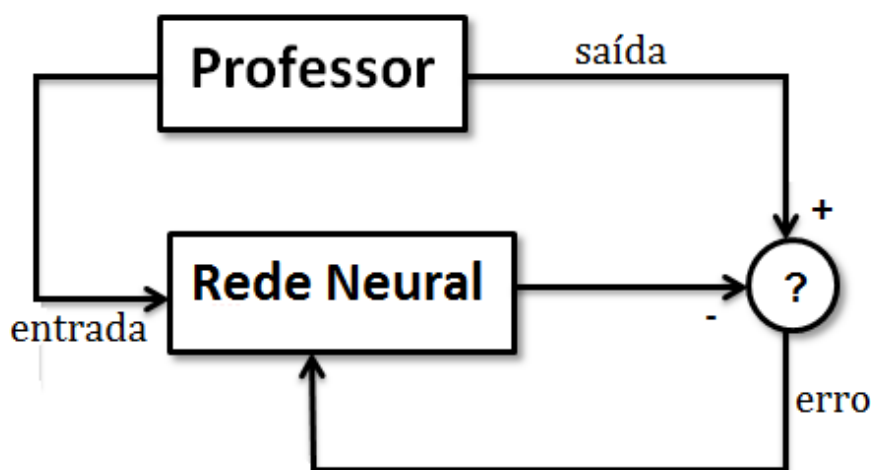 Professor
saída
+
Rede Neural
?
-
entrada
erro